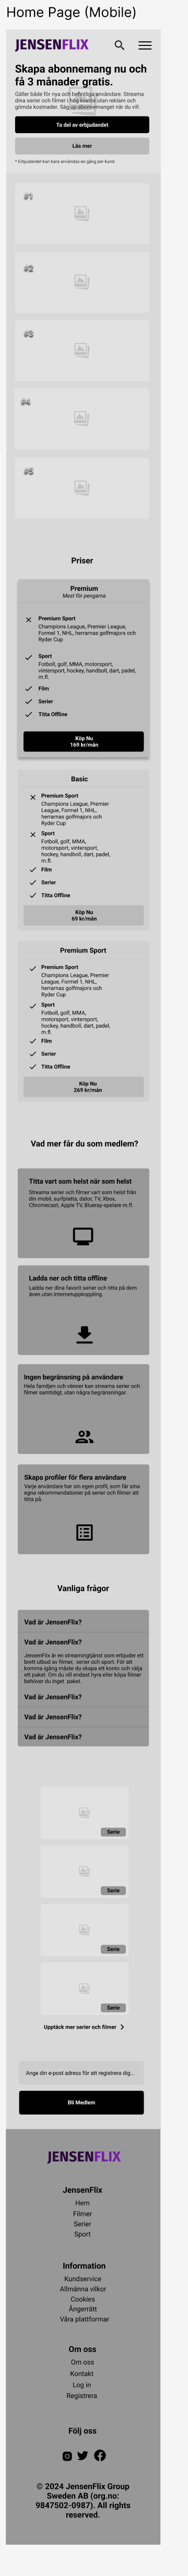 Home Page (Mobile)
JENSENFLIX
Skapa abonnemang nu och
få 3 månader gratis.
Gäller både för nya och befintliga användare. Streama
dina serier och filmer i hög kvalité utan reklam och
gömda kostnader. Säg upp abonnemanget när du vill.
Ta del av erbjudandet
Läs mer
* Erbjudandet kan bara användas en gång per kund.
#1
#2
#3
#4
#5
Priser
Premium
Mest för pengarna
Premium Sport
Champions League, Premier League,
Formel 1, NHL, herrarnas golfmajors och
Ryder Cup
Sport
Fotboll, golf, MMA, motorsport,
vintersport, hockey, handboll, dart, padel,
m.fl.
Film
Serier
Titta Offline
Köp Nu
169 kr/mån
Basic
Premium Sport
Champions League, Premier
League, Formel 1, NHL,
herrarnas golfmajors och
Ryder Cup
Sport
Fotboll, golf, MMA,
motorsport, vintersport,
hockey, handboll, dart, padel,
m.fl.
Film
Serier
Titta Offline
Köp Nu
69 kr/mån
Premium Sport
Premium Sport
Champions League, Premier
League, Formel 1, NHL,
herrarnas golfmajors och
Ryder Cup
Sport
Fotboll, golf, MMA,
motorsport, vintersport,
hockey, handboll, dart, padel,
m.fl.
Film
Serier
Titta Offline
Köp Nu
269 kr/mån
Vad mer får du som medlem?
Titta vart som helst när som helst
Streama serier och filmer vart som helst från
din mobil, surfplatta, dator, TV, Xbox,
Chromecast, Apple TV, Blueray-spelare m.fl.
Ladda ner och titta offline
Ladda ner dina favorit serier och titta på dem
även utan internetuppkoppling.
Ingen begränsning på användare
Hela familjen och vänner kan streama serier och
filmer samtidigt, utan några begränsningar.
Skapa profiler för flera användare
Varje användare har sin egen profil, som får sina
egna rekommendationer på serier och filmer att
titta på.
Vanliga frågor
Vad är JensenFlix?
Vad är JensenFlix?
JensenFlix är en streamingtjänst som erbjuder ett
brett utbud av filmer, serier och sport. För att
komma igång måste du skapa ett konto och välja
ett paket. Om du vill endast hyra eller köpa filmer
behöver du inget paket.
Vad är JensenFlix?
Vad är JensenFlix?
Vad är JensenFlix?
Serie
Serie
Serie
Serie
Upptäck mer serier och filmer
Ange din e-post adress för att registrera dig...
Bli Medlem
JENSENFLIX
JensenFlix
Hem
Filmer
Serier
Sport
Information
Kundservice
Allmänna vilkor
Cookies
Ångerrätt
Våra plattformar
Om oss
Om oss
Kontakt
Log in
Registrera
Följ oss
© 2024 JensenFlix Group
Sweden AB (org.no:
9847502-0987). All rights
reserved.